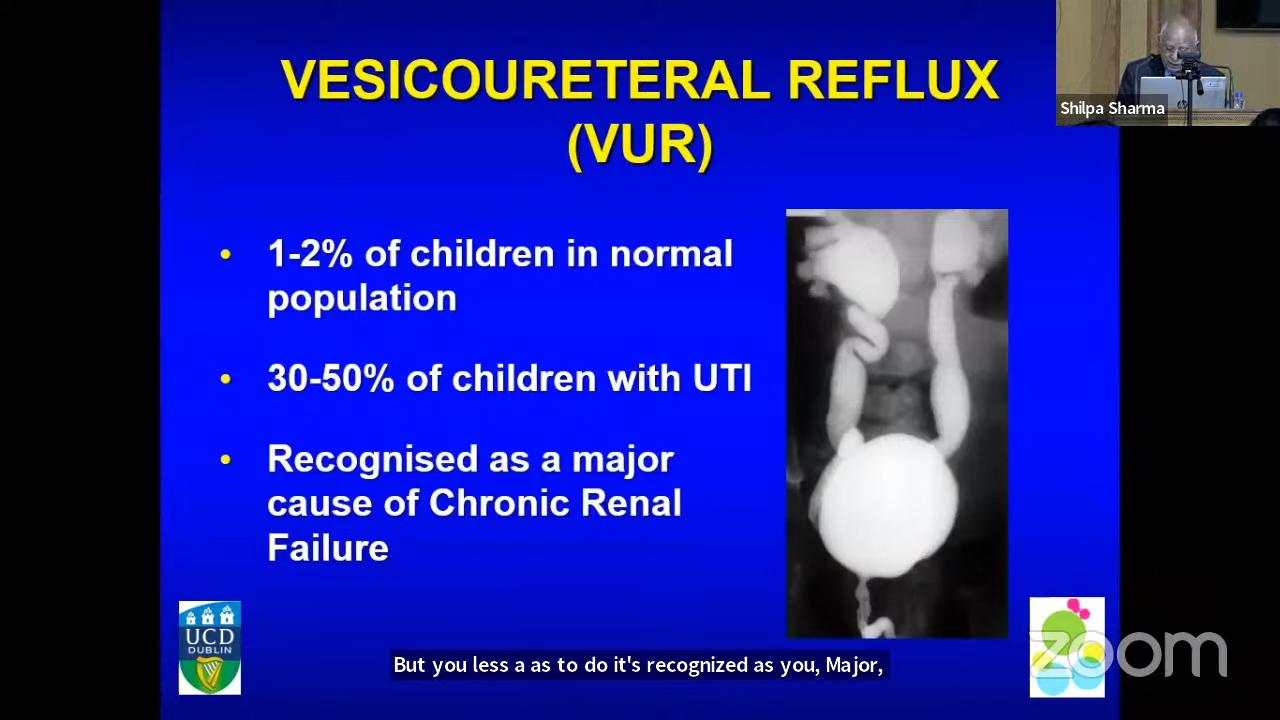 VESICOURETERAL REFLUX
(VUR)
Shilpa Sharma
• 1-2% of children in normal
population
• 30-50% of children with UTI
• Recognised as a major
cause of Chronic Renal
Failure
UCD
DUBLIN
But you less a as to do it's recognized as you, Major,
zoom